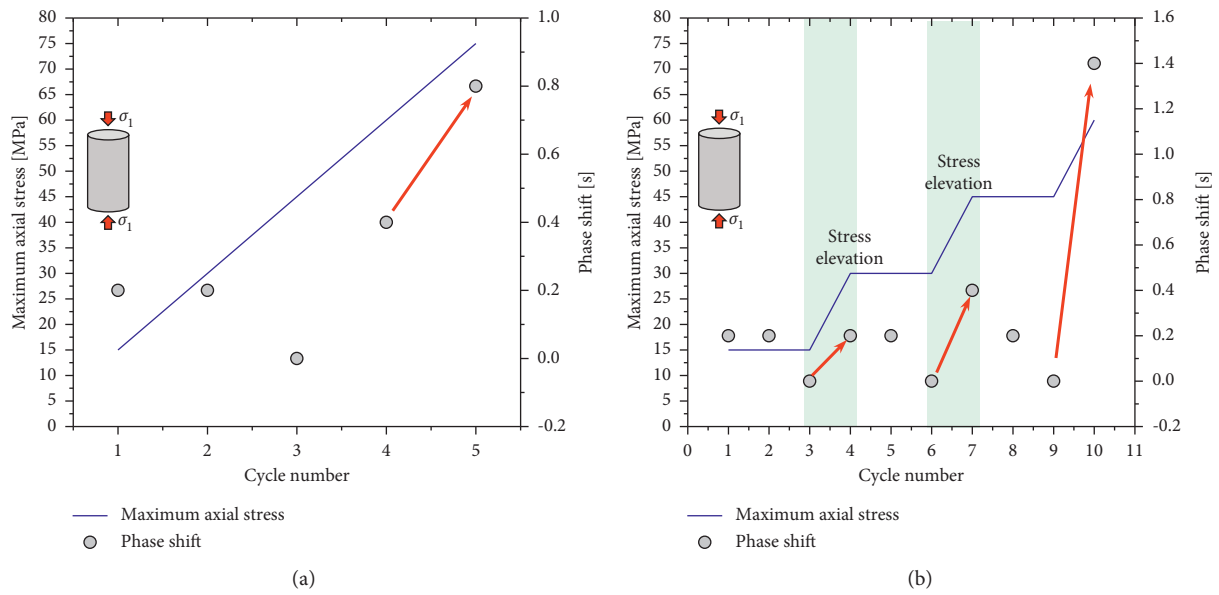 80
75
70
65
60
55
50
45
40
35
30
25
20
15
10
5
0
Maximum axial stress [MPa]
σ1
σ1
1.0
0.8
0.6
0.4
0.2
0.0
-0.2
Phase shift [s]
1 2 3 4 5
Cycle number
Maximum axial stress
Phase shift
(a)
80
75
70
65
60
55
50
45
40
35
30
25
20
15
10
5
0
Maximum axial stress [MPa]
σ1
σ1
Stress
elevation
Stress
elevation
1.6
1.4
1.2
1.0
0.8
0.6
0.4
0.2
0.0
-0.2
Phase shift [s]
0 1 2 3 4 5 6 7 8 9 10 11
Cycle number
Maximum axial stress
Phase shift
(b)